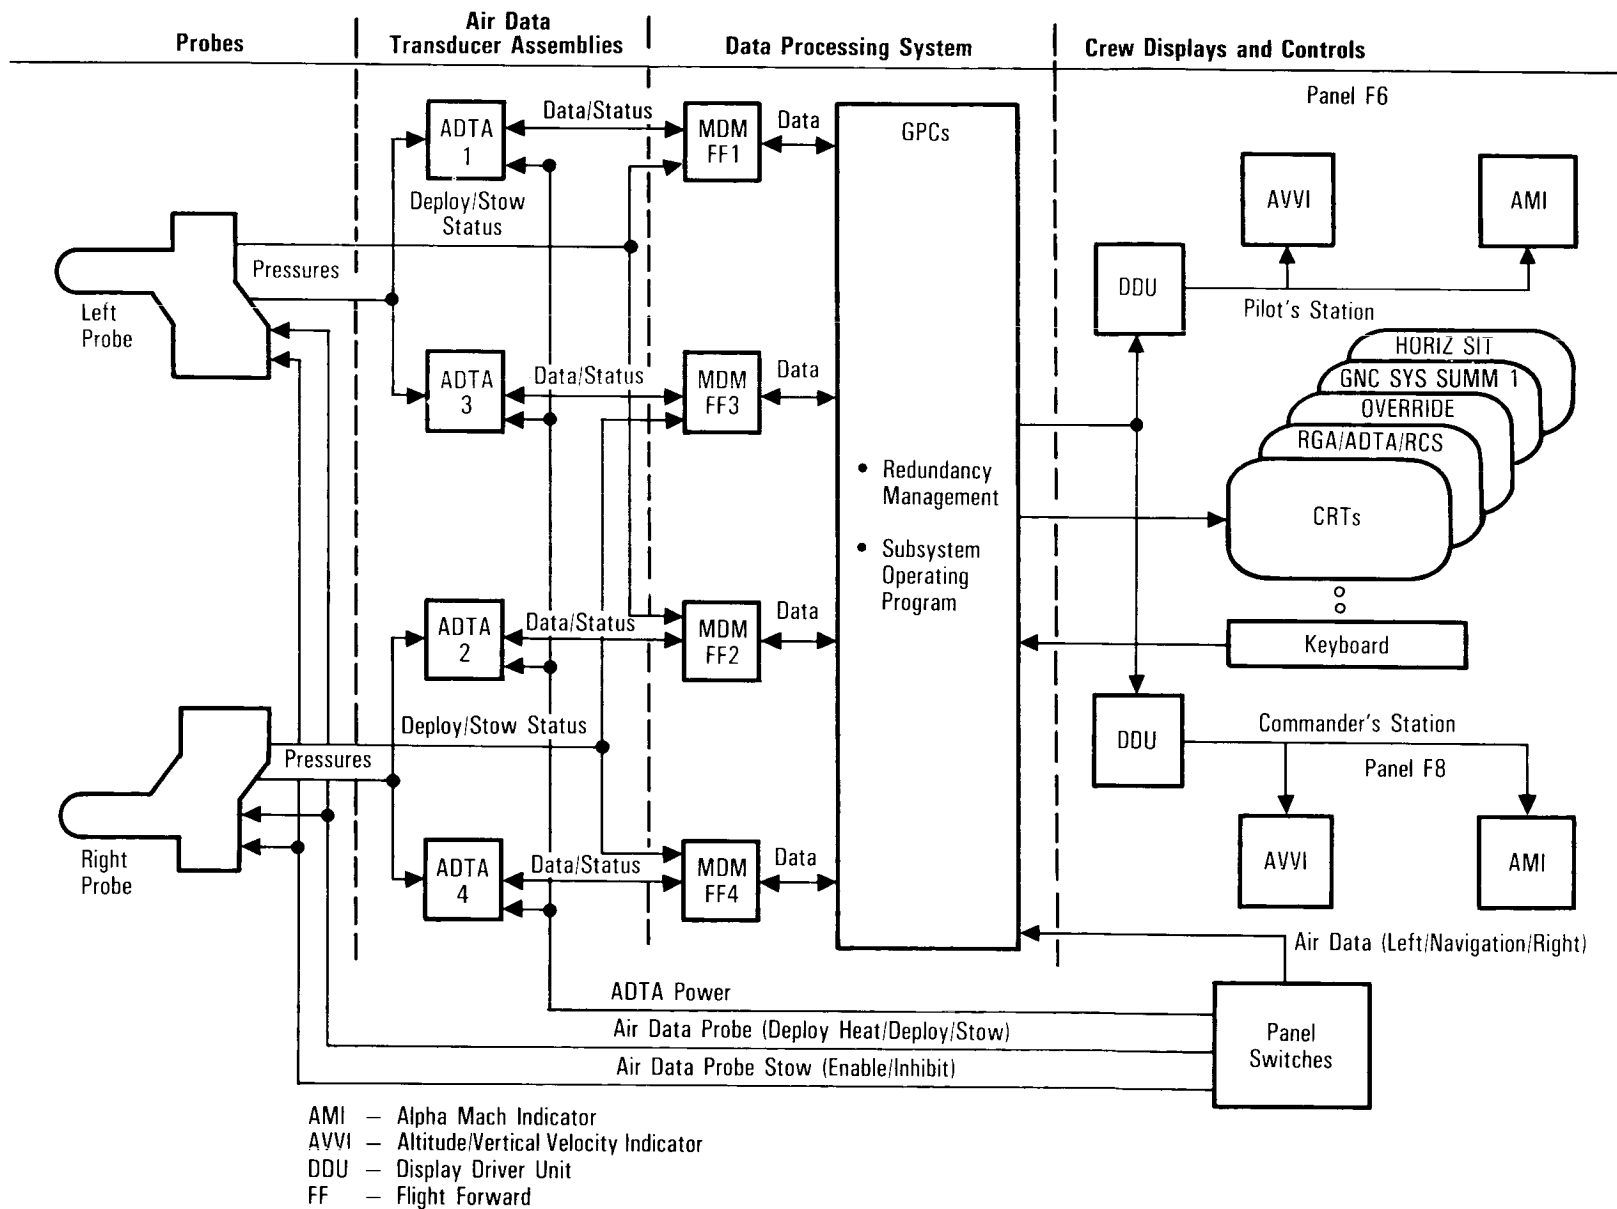 Probes
Air Data
Transducer Assemblies
Data Processing System
Crew Displays and Controls
Panel F6
ADTA
1
Data/Status
MDM
FF1
Data
GPCs
AVVI
AMI
Deploy/Stow
Status
Pressures
Left
Probe
DDU
Pilot's Station
HORIZ SIT
GNC SYS SUMM 1
OVERRIDE
RGA/ADTA/RCS
CRTs
ADTA
3
Data/Status
MDM
FF3
Data
• Redundancy
Management
• Subsystem
Operating
Program
ADTA
2
Data/Status
MDM
FF2
Data
Keyboard
Deploy/Stow Status
Pressures
DDU
Commander's Station
Panel F8
Right
Probe
ADTA
4
Data/Status
MDM
FF4
Data
AVVI
AMI
Air Data (Left/Navigation/Right)
ADTA Power
Air Data Probe (Deploy Heat/Deploy/Stow)
Air Data Probe Stow (Enable/Inhibit)
Panel
Switches
AMI — Alpha Mach Indicator
AVVI — Altitude/Vertical Velocity Indicator
DDU — Display Driver Unit
FF — Flight Forward